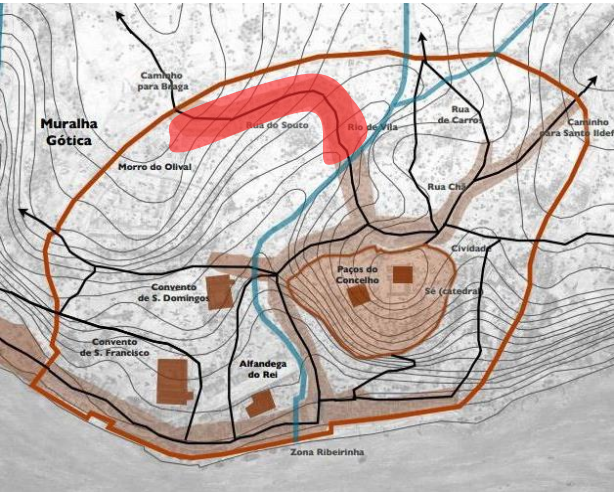 Caminho
para Braga
Muralha
Gótica
Rua do Souto
Rio de Vila
Rua
de Carros
Caminho
para Santo Ildef
Morro do Olival
Rua Chã
Cividade
Paços do
Concelho
Sé (catedral)
Convento
de S. Domingos
Convento
de S. Francisco
Alfandega
do Rei
Zona Ribeirinha